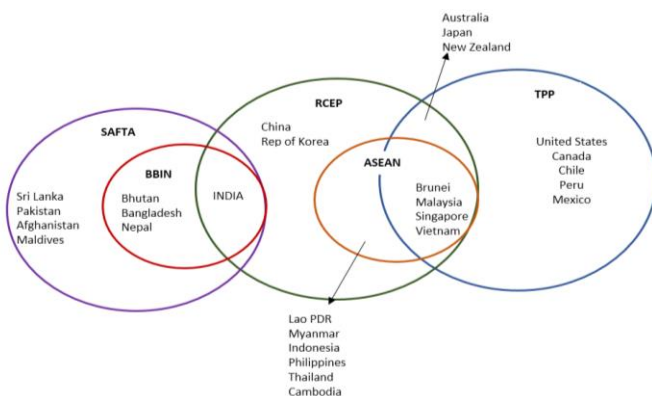 Australia
Japan
New Zealand
RCEP
TPP
SAFTA
China
Rep of Korea
United States
Canada
Chile
Peru
Mexico
ASEAN
BBIN
Sri Lanka
Pakistan
Afghanistan
Maldives
Bhutan
Bangladesh
Nepal
INDIA
Brunei
Malaysia
Singapore
Vietnam
Lao PDR
Myanmar
Indonesia
Philippines
Thailand
Cambodia